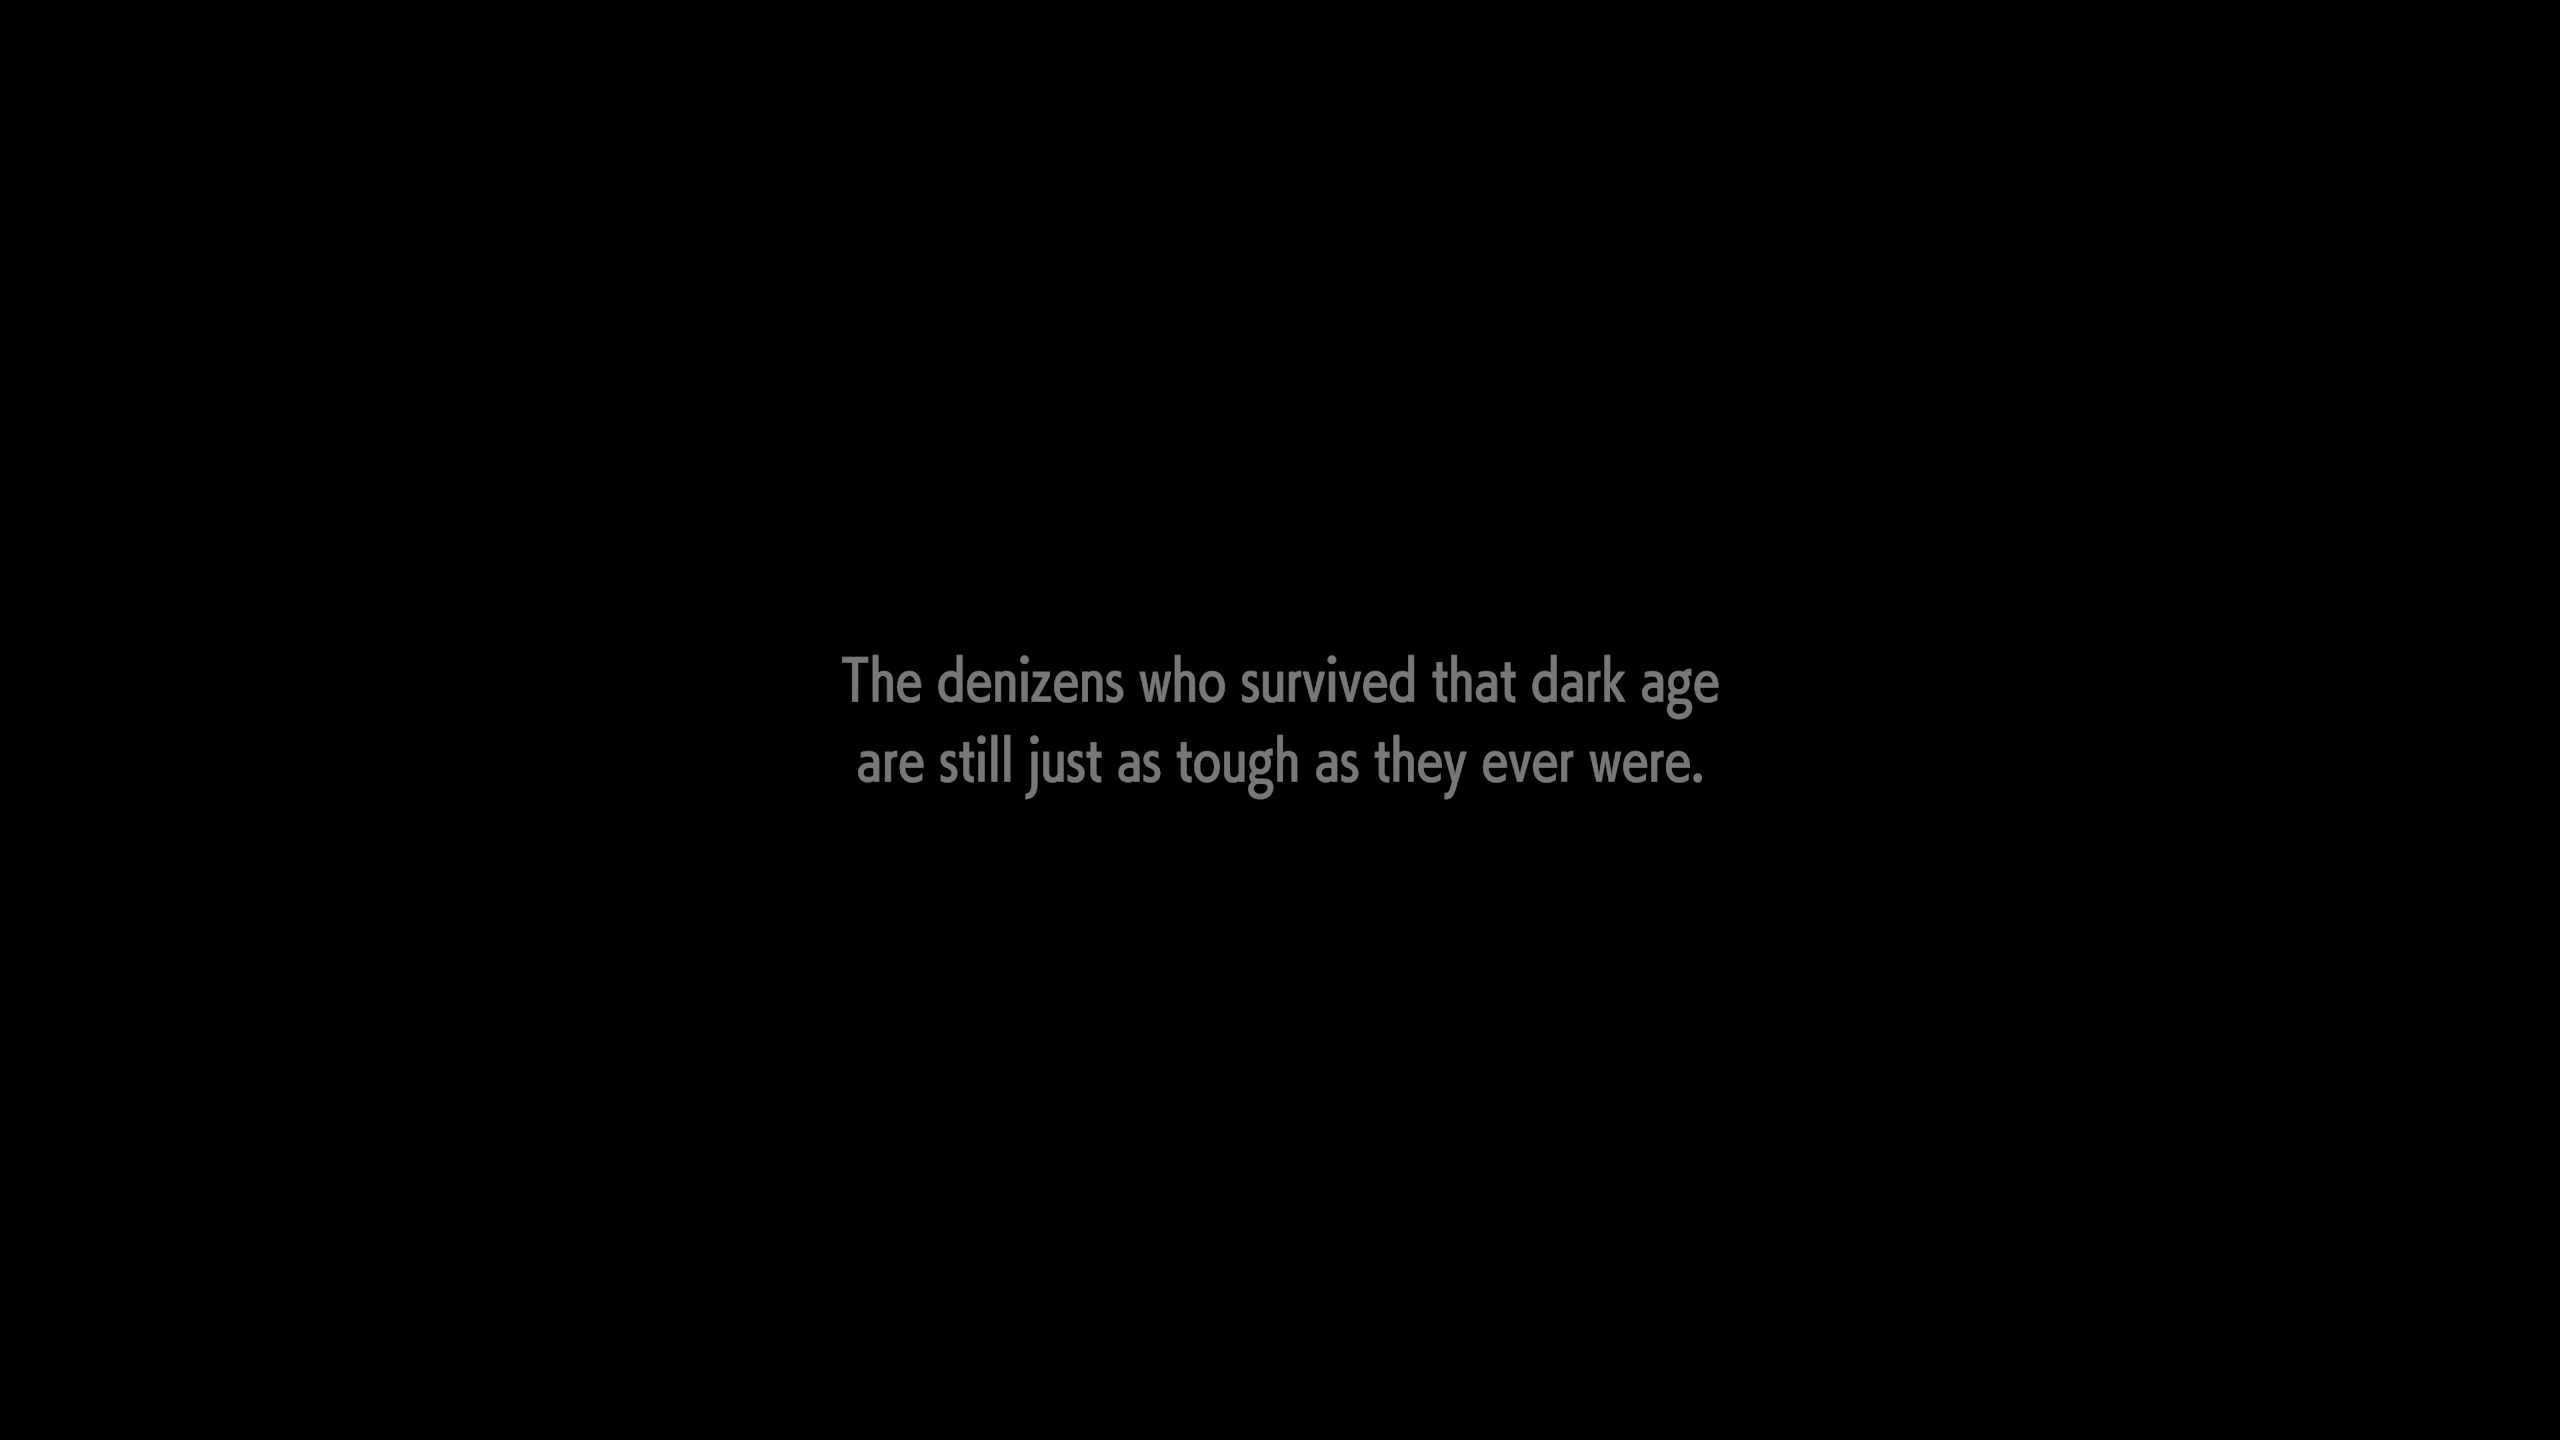 The denizens who survived that dark age
are still just as tough as they ever were.